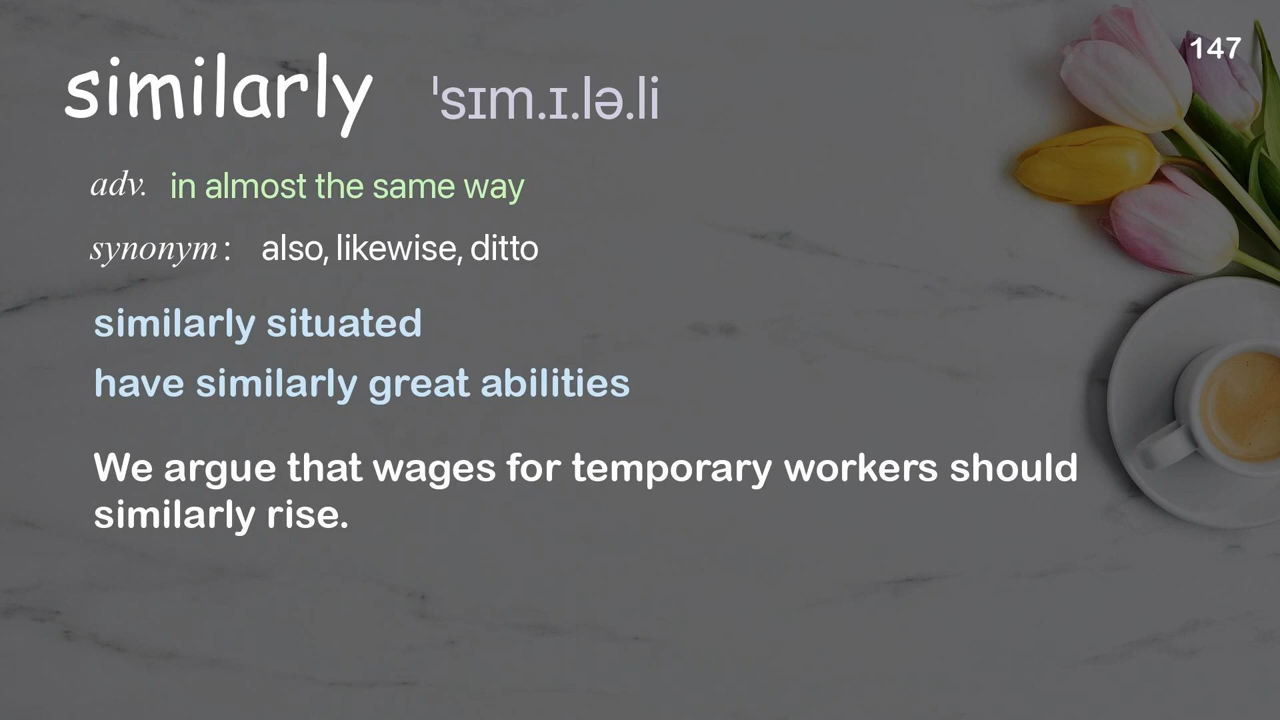 147
similarly ˈsɪm.ɪ.lə.li
adv. in almost the same way
synonym: also, likewise, ditto
similarly situated
have similarly great abilities
We argue that wages for temporary workers should
similarly rise.